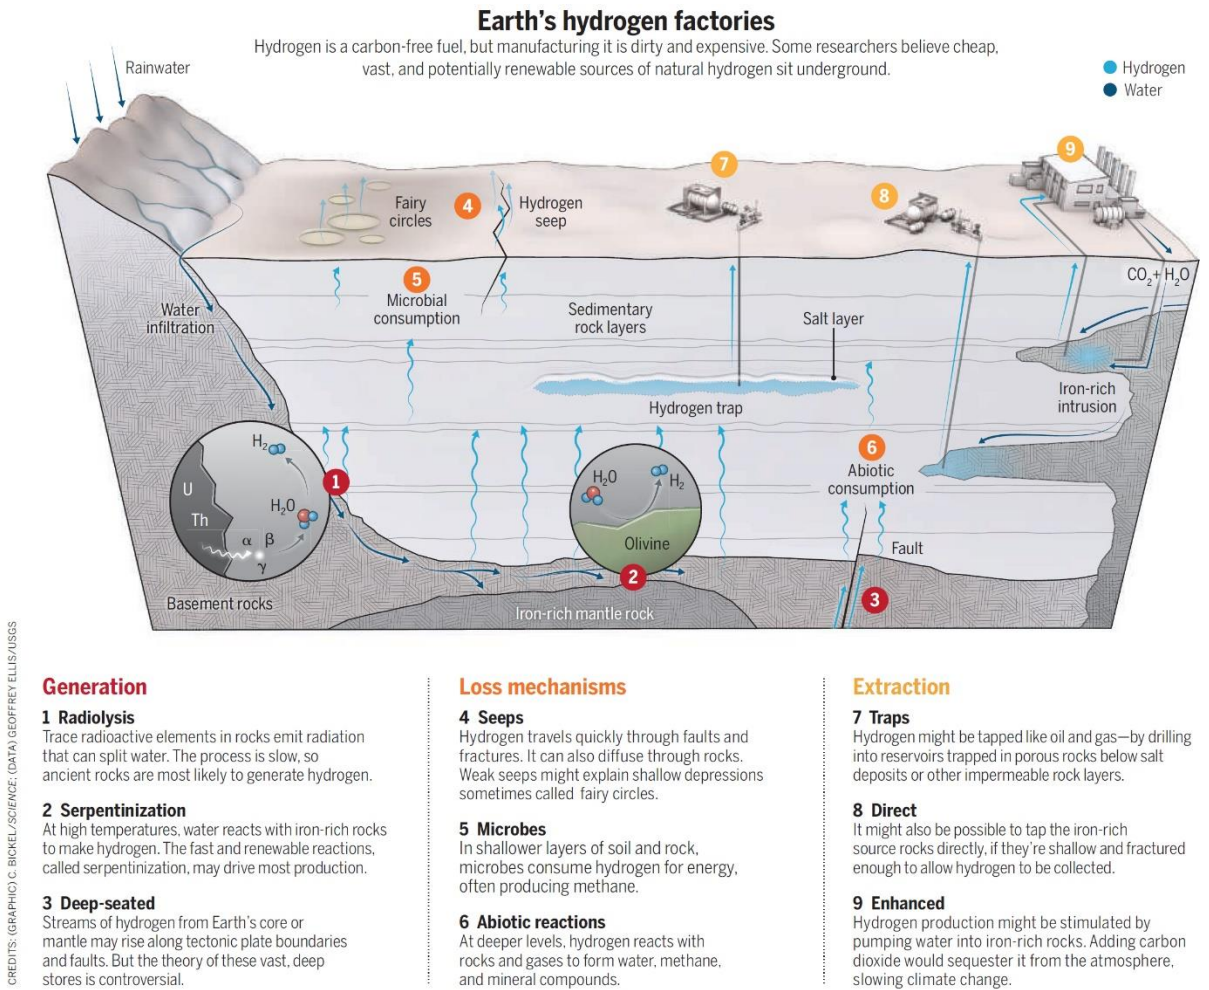 Earth's hydrogen factories
Hydrogen is a carbon-free fuel, but manufacturing it is dirty and expensive. Some researchers believe cheap,
vast, and potentially renewable sources of natural hydrogen sit underground.
Hydrogen
Water
Rainwater
7
9
8
Fairy
circles
4
Hydrogen
seep
5
Microbial
consumption
CO2+ H2O
Water
infiltration
Sedimentary
rock layers
Salt layer
Hydrogen trap
Iron-rich
intrusion
H2
U
Th
H2O
α β
γ
1
H2O
H2
Olivine
6
Abiotic
consumption
Fault
2
3
Basement rocks
Iron-rich mantle rock
CREDITS: (GRAPHIC) C. BICKEL/SCIENCE; (DATA) GEOFFREY ELLIS/USGS
Generation
1 Radiolysis
Trace radioactive elements in rocks emit radiation
that can split water. The process is slow, so
ancient rocks are most likely to generate hydrogen.
2 Serpentinization
At high temperatures, water reacts with iron-rich rocks
to make hydrogen. The fast and renewable reactions,
called serpentinization, may drive most production.
3 Deep-seated
Streams of hydrogen from Earth's core or
mantle may rise along tectonic plate boundaries
and faults. But the theory of these vast, deep
stores is controversial.
Loss mechanisms
4 Seeps
Hydrogen travels quickly through faults and
fractures. It can also diffuse through rocks.
Weak seeps might explain shallow depressions
sometimes called fairy circles.
5 Microbes
In shallower layers of soil and rock,
microbes consume hydrogen for energy,
often producing methane.
6 Abiotic reactions
At deeper levels, hydrogen reacts with
rocks and gases to form water, methane,
and mineral compounds.
Extraction
7 Traps
Hydrogen might be tapped like oil and gas—by drilling
into reservoirs trapped in porous rocks below salt
deposits or other impermeable rock layers.
8 Direct
It might also be possible to tap the iron-rich
source rocks directly, if they're shallow and fractured
enough to allow hydrogen to be collected.
9 Enhanced
Hydrogen production might be stimulated by
pumping water into iron-rich rocks. Adding carbon
dioxide would sequester it from the atmosphere,
slowing climate change.